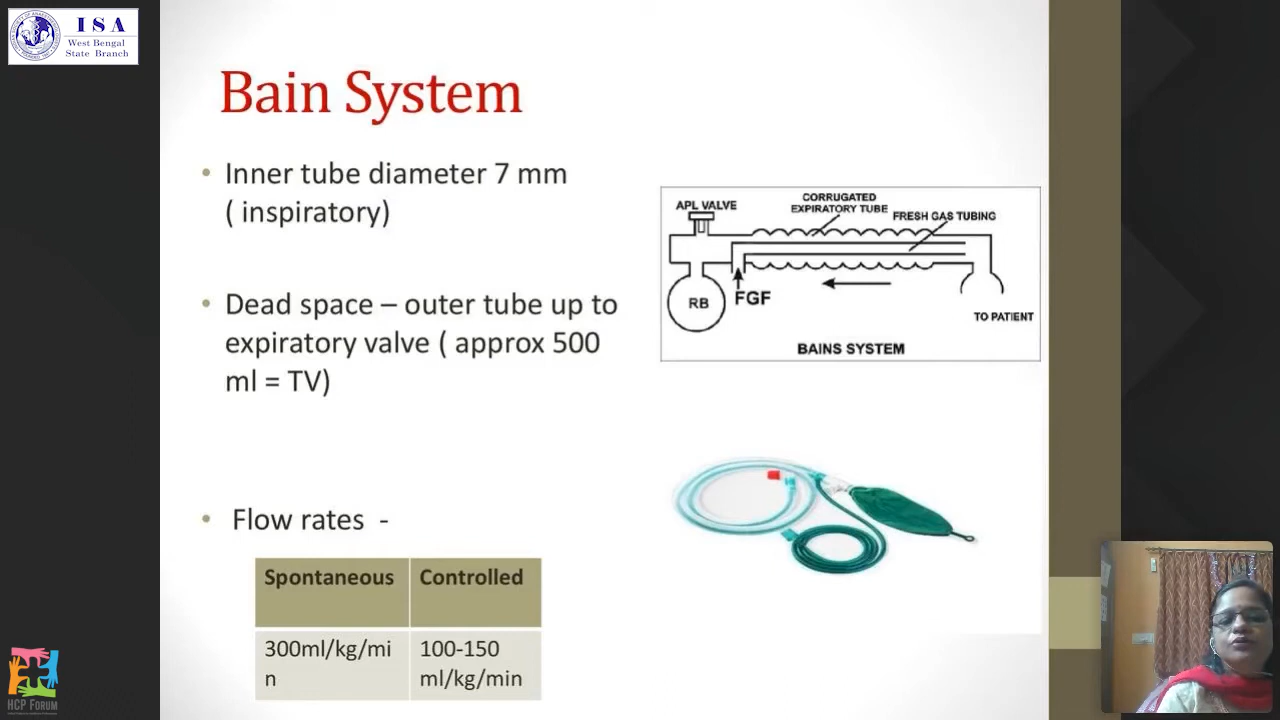 I S A
West Bengal
State Branch
Bain System
• Inner tube diameter 7 mm
( inspiratory)
• Dead space – outer tube up to
expiratory valve ( approx 500
ml = TV)
• Flow rates -
Spontaneous Controlled
300ml/kg/mi 100-150
n ml/kg/min
APL VALVE
CORRUGATED
EXPIRATORY TUBE
FRESH GAS TUBING
RB
FGF
TO PATIENT
BAINS SYSTEM
HCP FORUM